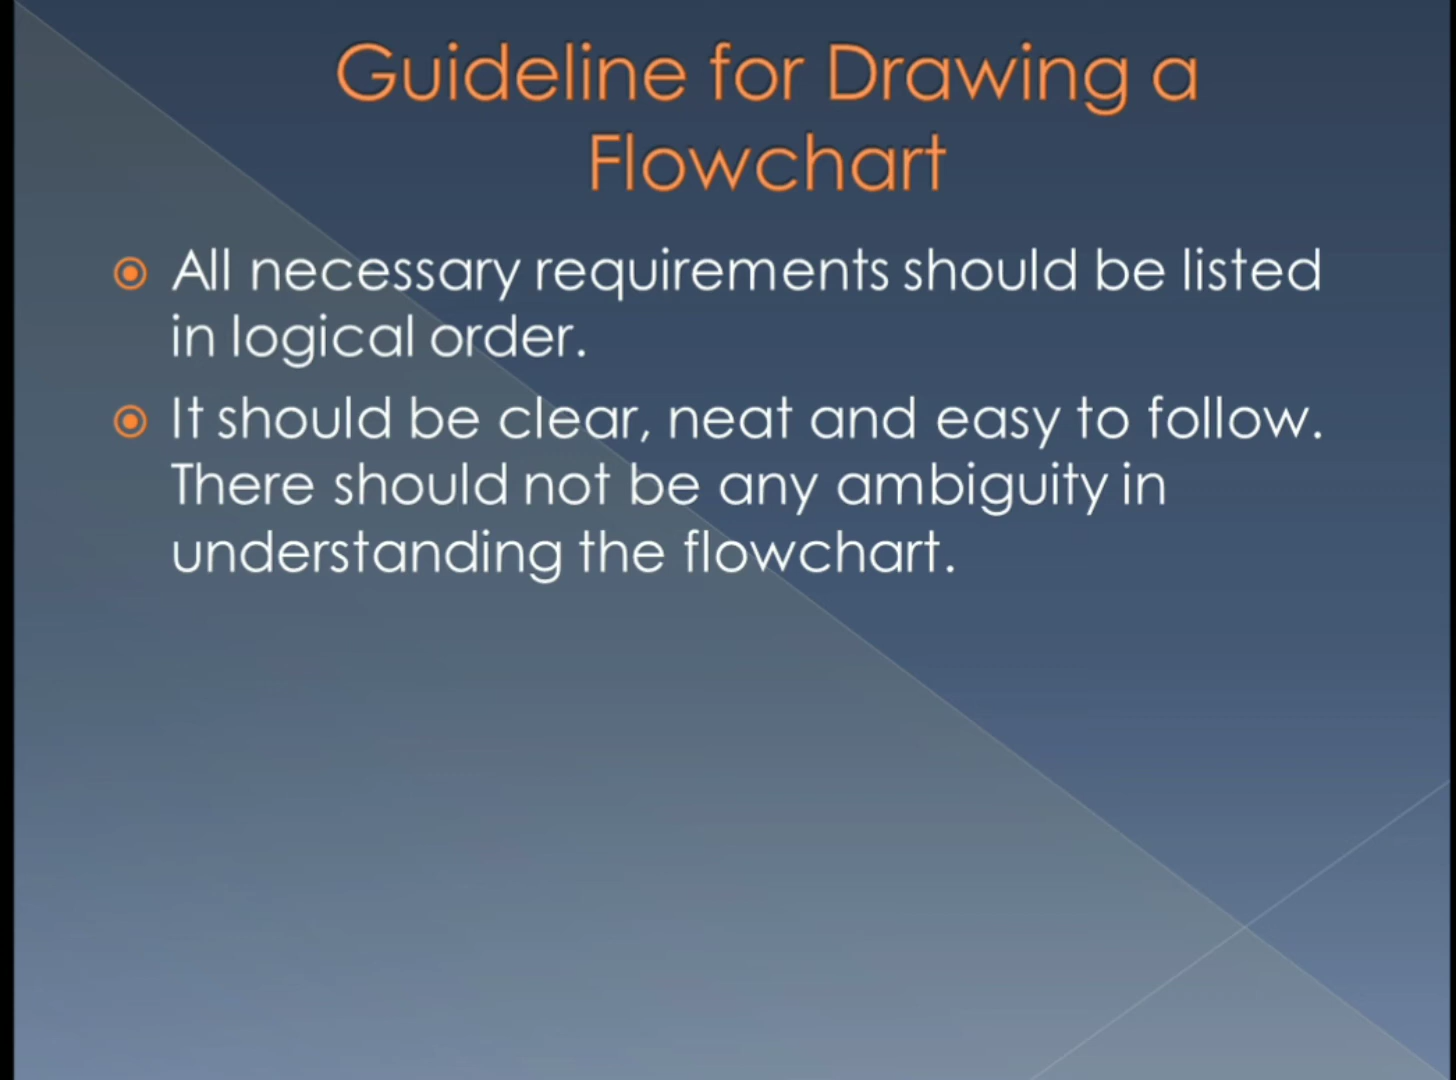 Guideline for Drawing a
Flowchart
All necessary requirements should be listed
in logical order.
It should be clear, neat and easy to follow.
There should not be any ambiguity in
understanding the flowchart.